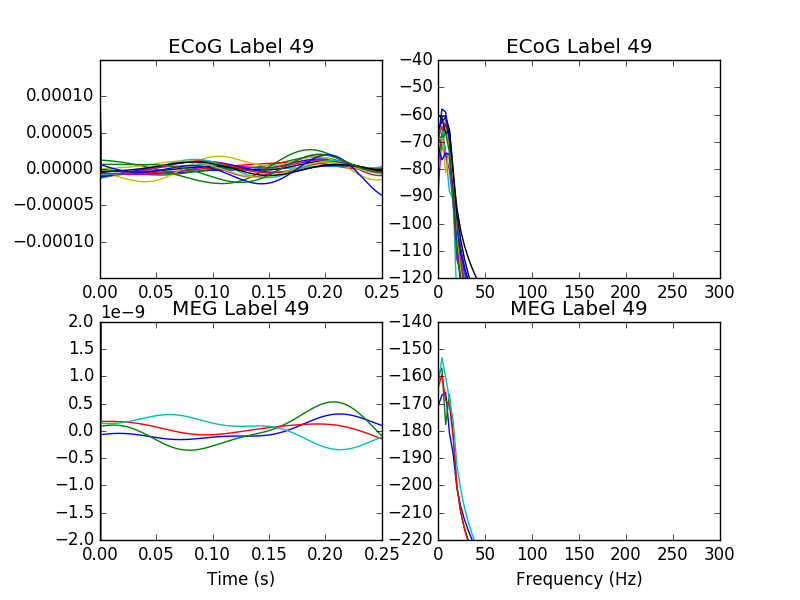 ECoG Label 49
0.00010
0.00005
0.00000
−0.00005
−0.00010
0.00 0.05 0.10 0.15 0.20 0.25
ECoG Label 49
−40
−50
−60
−70
−80
−90
−100
−110
−120
0 50 100 150 200 250 300
MEG Label 49
1e−9
2.0
1.5
1.0
0.5
0.0
−0.5
−1.0
−1.5
−2.0
0.00 0.05 0.10 0.15 0.20 0.25
Time (s)
MEG Label 49
−140
−150
−160
−170
−180
−190
−200
−210
−220
0 50 100 150 200 250 300
Frequency (Hz)